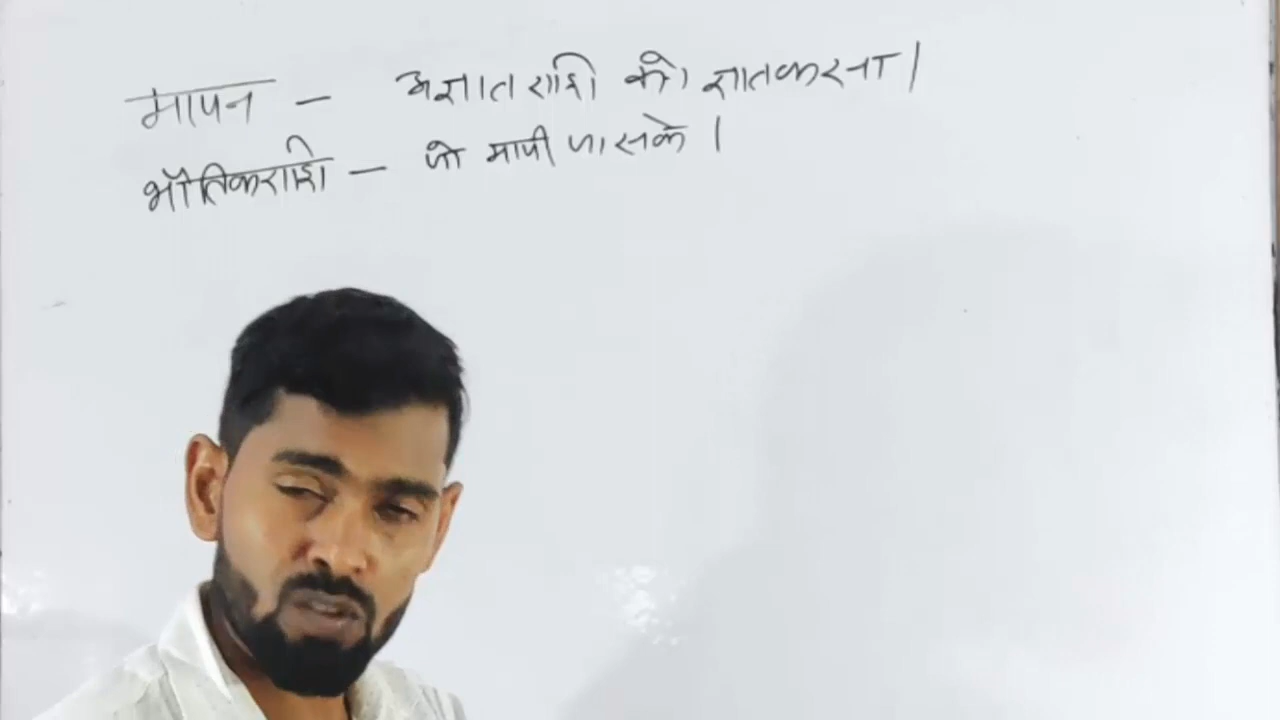 मापन - अज्ञात राशि को ज्ञात करना।
भौतिक राशि - जो मापी जा सके।